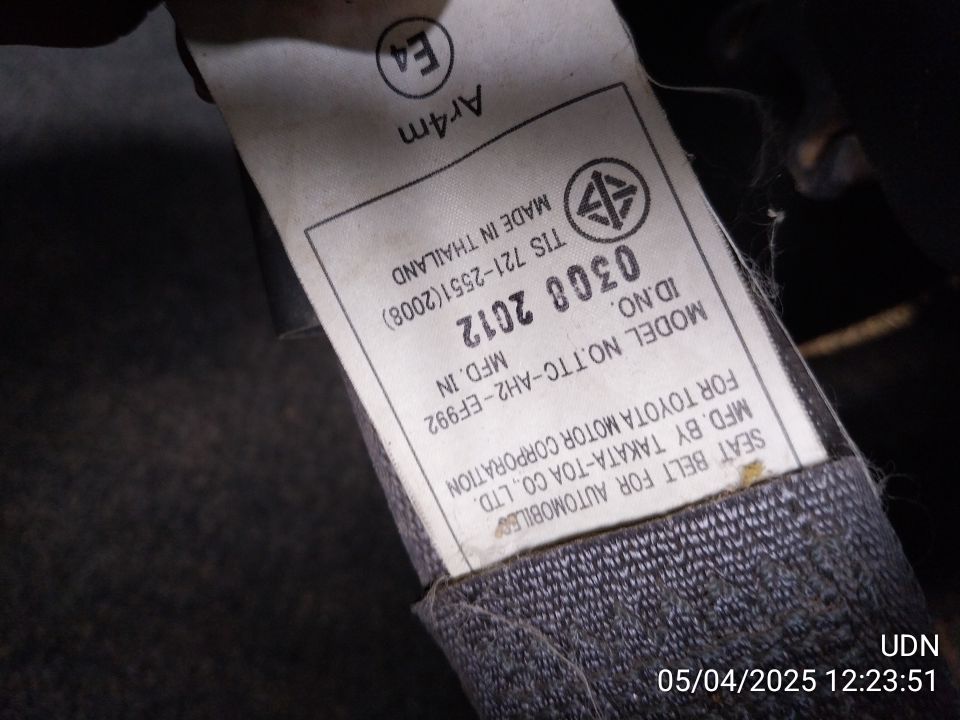 SEAT BELT FOR AUTOMOBILES
MFD. BY TAKATA-TOA CO., LTD.
FOR TOYOTA MOTOR CORPORATION
MODEL NO.TTC-AH2-EF992
ID.NO. MFD. IN
0308 2012
TIS 721-2551(2008)
MADE IN THAILAND
Ar4m
E4
UDN
05/04/2025 12:23:51